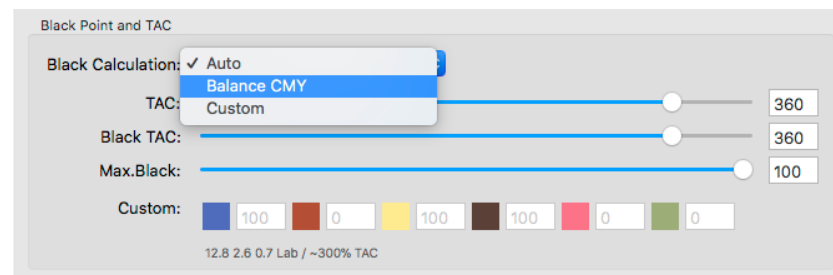 Black Point and TAC
Black Calculation: ✓ Auto
Balance CMY
Custom
TAC: 360
Black TAC: 360
Max.Black: 100
Custom: 100 0 100 100 0 0
12.8 2.6 0.7 Lab / ~300% TAC